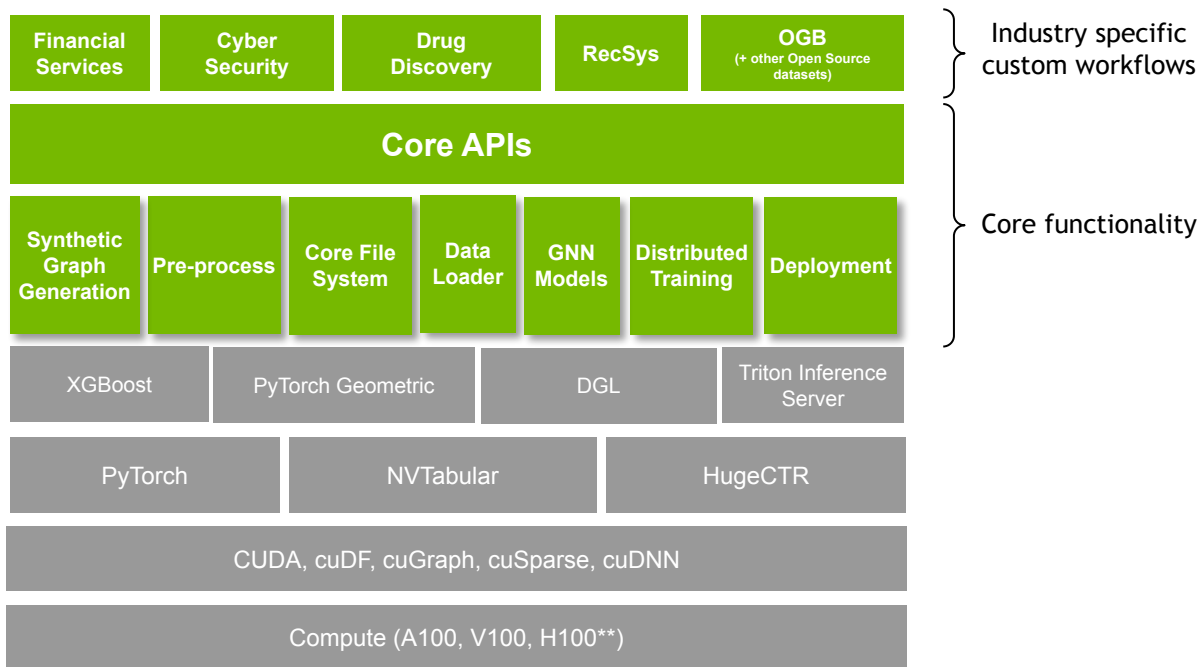 Financial
Services
Cyber
Security
Drug
Discovery
RecSys
OGB
(+ other Open Source
datasets)
Industry specific
custom workflows
Core APIs
Synthetic
Graph
Generation
Pre-process
Core File
System
Data
Loader
GNN
Models
Distributed
Training
Deployment
Core functionality
XGBoost
PyTorch Geometric
DGL
Triton Inference
Server
PyTorch
NVTabular
HugeCTR
CUDA, cuDF, cuGraph, cuSparse, cuDNN
Compute (A100, V100, H100**)